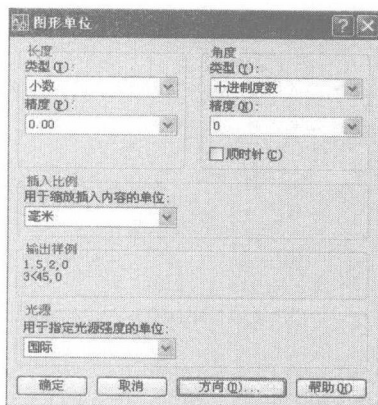 图形单位
长度
类型(T):
小数
精度(P):
0.00
角度
类型(Y):
十进制度数
精度(N):
0
顺时针(C)
插入比例
用于缩放插入内容的单位:
毫米
输出样例
1.5,2,0
3<45,0
光源
用于指定光源强度的单位:
国际
确定 取消 方向(D)... 帮助(H)